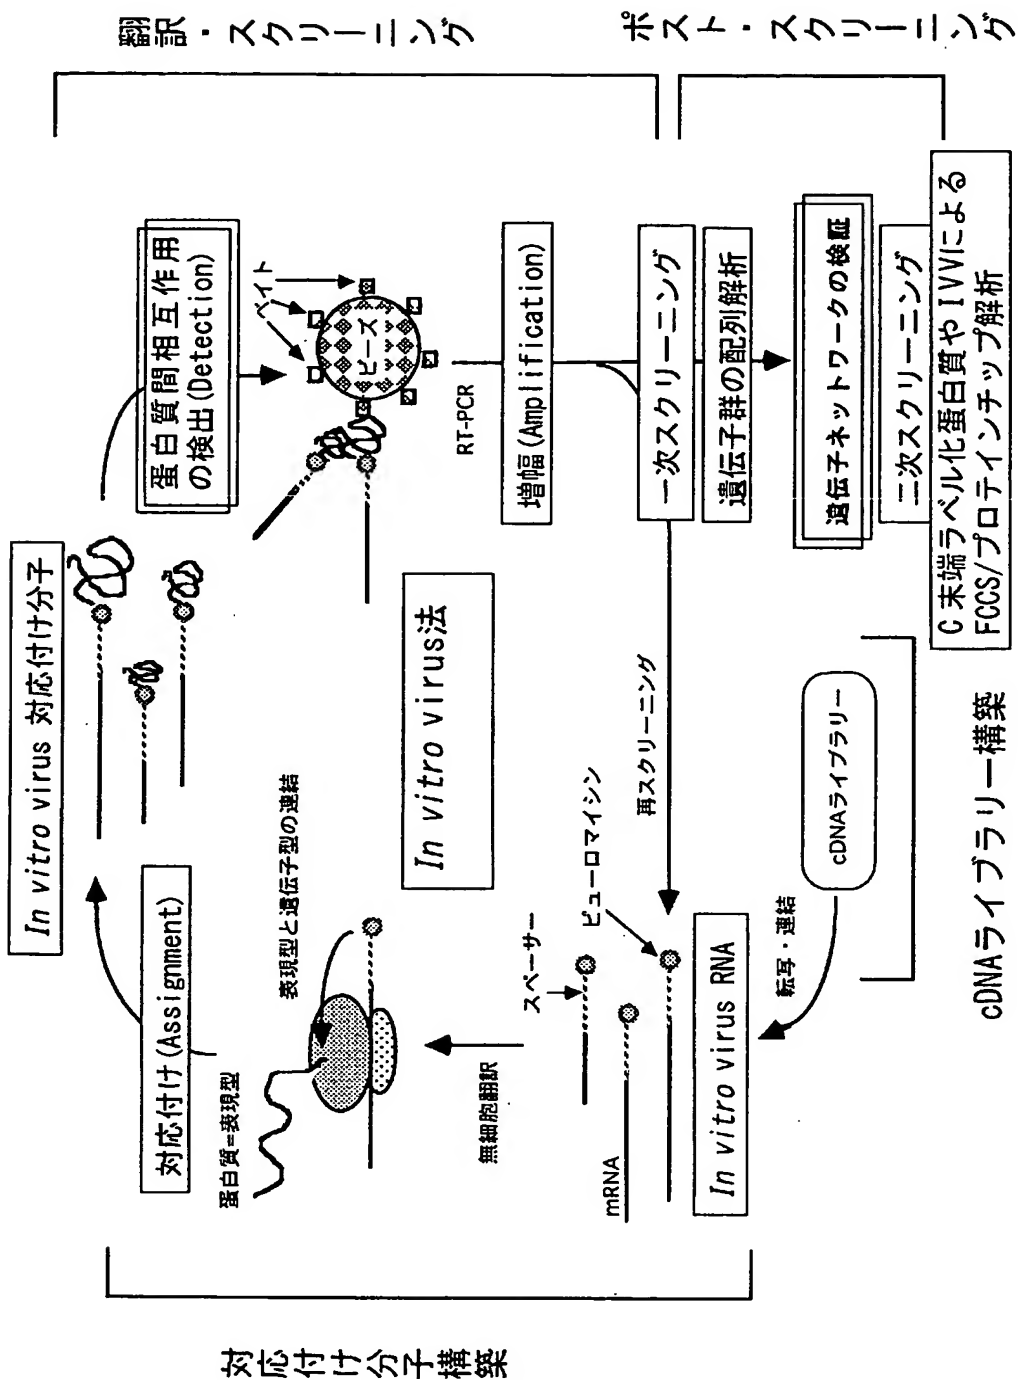 対応付け分子構築
In vitro virus 対応付け分子
対応付け(Assignment)
蛋白質=表現型
表現型と遺伝子型の連結
無細胞翻訳
スペーサー
ピューロマイシン
mRNA
In vitro virus RNA
転写・連結
cDNAライブラリー
cDNAライブラリー構築
In vitro virus法
再スクリーニング
翻訳・スクリーニング
蛋白質間相互作用
の検出(Detection)
ベイト
ビーズ
RT-PCR
増幅(Amplification)
一次スクリーニング
ポスト・スクリーニング
遺伝子群の配列解析
遺伝子ネットワークの検証
二次スクリーニング
C末端ラベル化蛋白質やIVVによる
FCCS/プロテインチップ解析